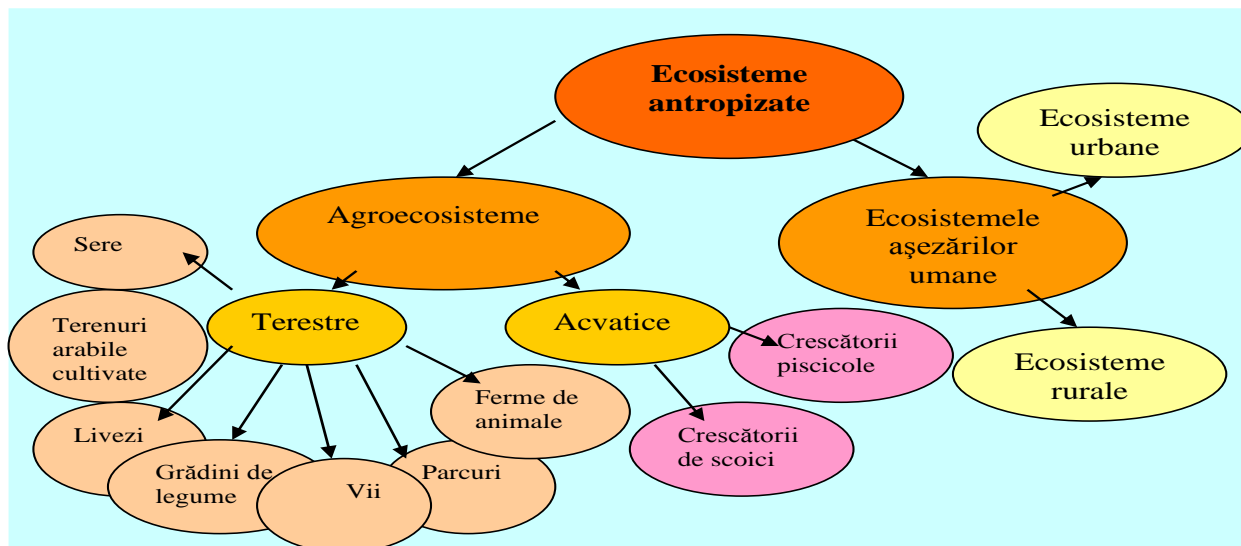 Ecosisteme
antropizate
Ecosisteme
urbane
Agroecosisteme
Ecosistemele
aşezărilor
umane
Sere
Terestre
Acvatice
Terenuri
arabile
cultivate
Crescătorii
piscicole
Ecosisteme
rurale
Ferme de
animale
Livezi
Crescătorii
de scoici
Grădini de
legume
Vii
Parcuri